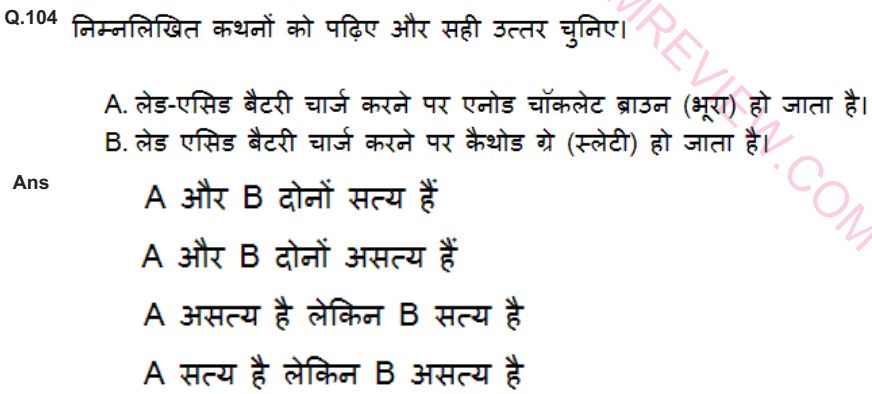 Q.104 निम्नलिखित कथनों को पढ़िए और सही उत्तर चुनिए।
A. लेड-एसिड बैटरी चार्ज करने पर एनोड चॉकलेट ब्राउन (भूरा) हो जाता है।
B. लेड एसिड बैटरी चार्ज करने पर कैथोड ग्रे (स्लेटी) हो जाता है।
Ans
A और B दोनों सत्य हैं
A और B दोनों असत्य हैं
A असत्य है लेकिन B सत्य है
A सत्य है लेकिन B असत्य है
MREVIEW.COM